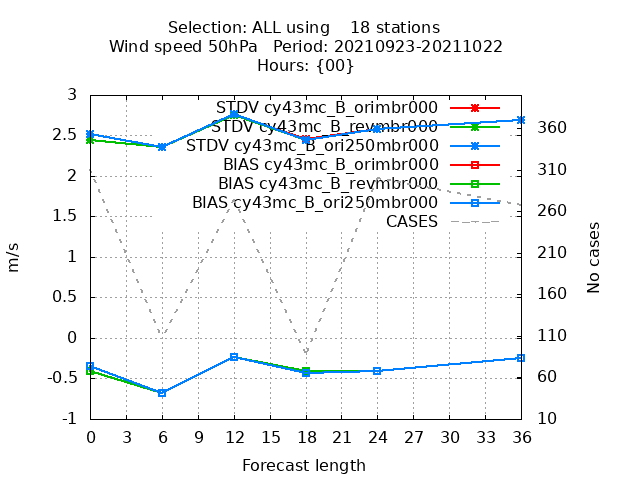 Selection: ALL using    18 stations
Wind speed 50hPa   Period: 20210923-20211022
Hours: {00}
STDV cy43mc_B_orimbr000
STDV cy43mc_B_revmbr000
STDV cy43mc_B_ori250mbr000
BIAS cy43mc_B_orimbr000
BIAS cy43mc_B_revmbr000
BIAS cy43mc_B_ori250mbr000
CASES
m/s
3
2.5
2
1.5
1
0.5
0
-0.5
-1
No cases
360
310
260
210
160
110
60
10
0 3 6 9 12 15 18 21 24 27 30 33 36
Forecast length